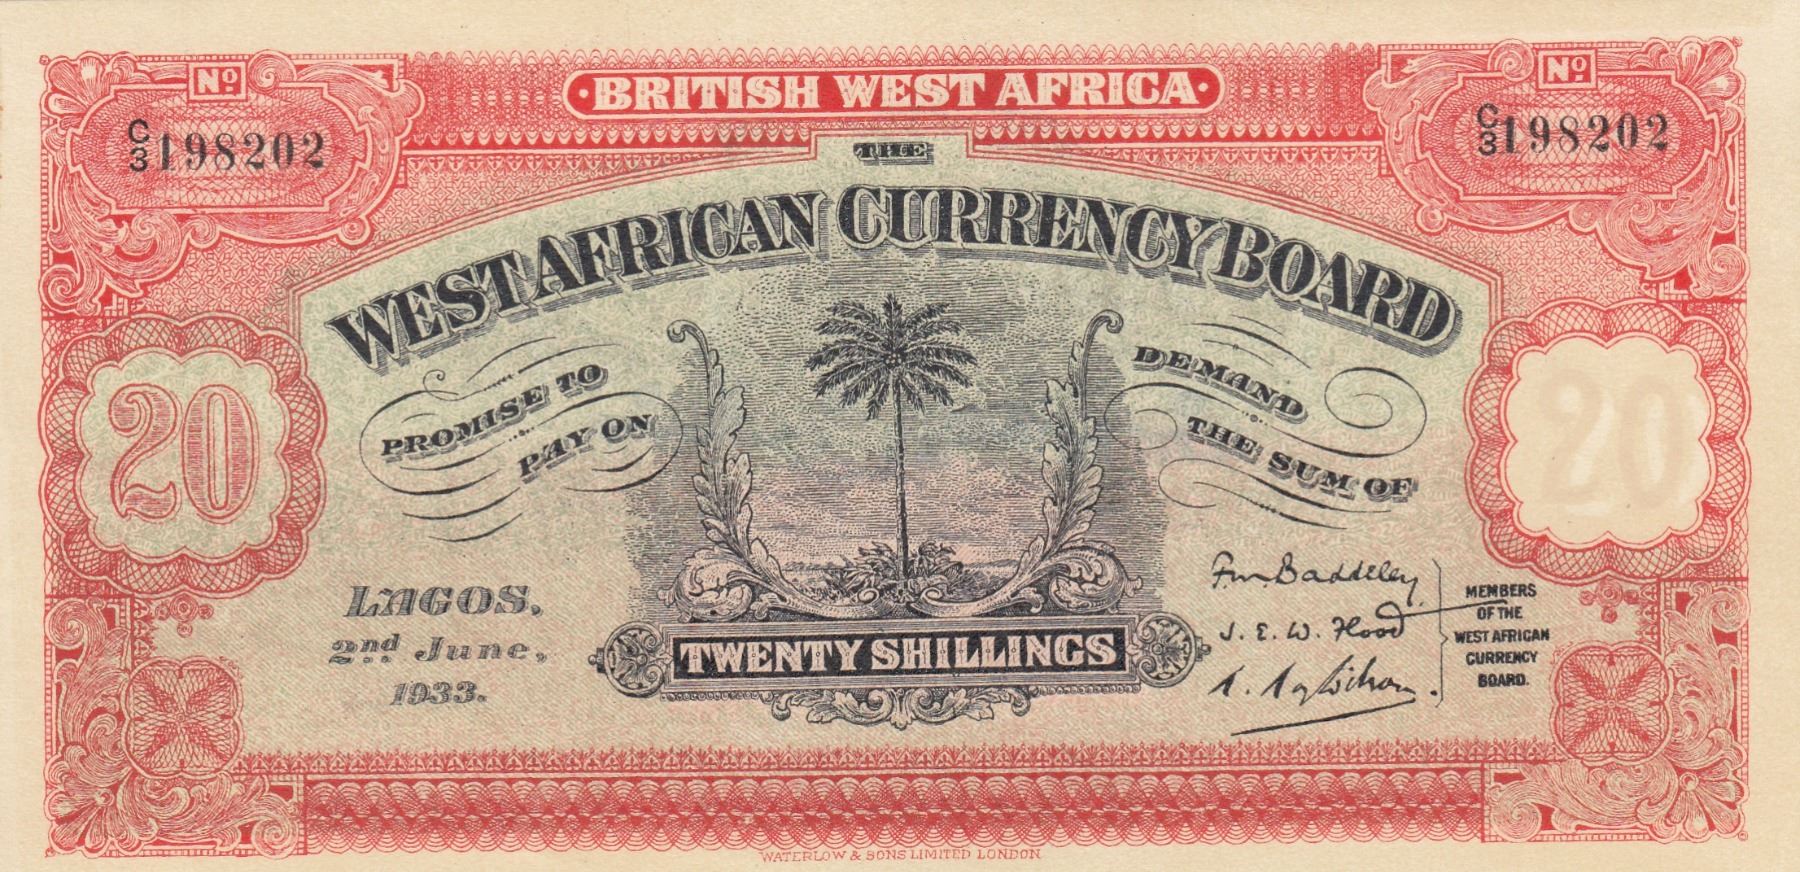 Nº
BRITISH WEST AFRICA
Nº
C/3 198202
C/3 198202
THE
WEST AFRICAN CURRENCY BOARD
PROMISE TO
PAY ON
DEMAND
THE SUM OF
20
20
LAGOS,
2nd June,
1933.
TWENTY SHILLINGS
J. E. W. Flood
MEMBERS
OF THE
WEST AFRICAN
CURRENCY
BOARD.
WATERLOW & SONS LIMITED LONDON